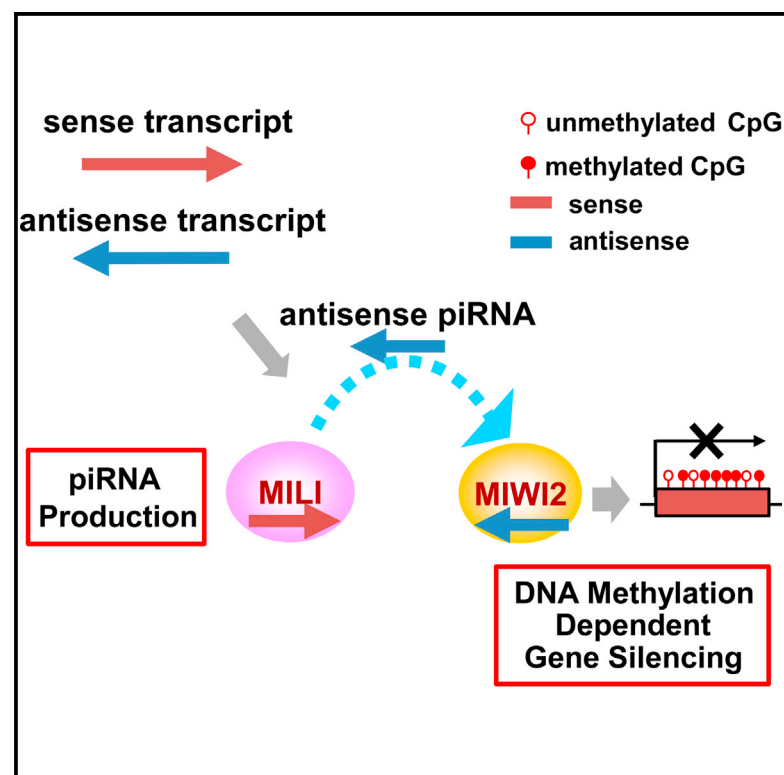 sense transcript
antisense transcript
unmethylated CpG
methylated CpG
sense
antisense
antisense piRNA
piRNA
Production
MILI
MIWI2
DNA Methylation
Dependent
Gene Silencing